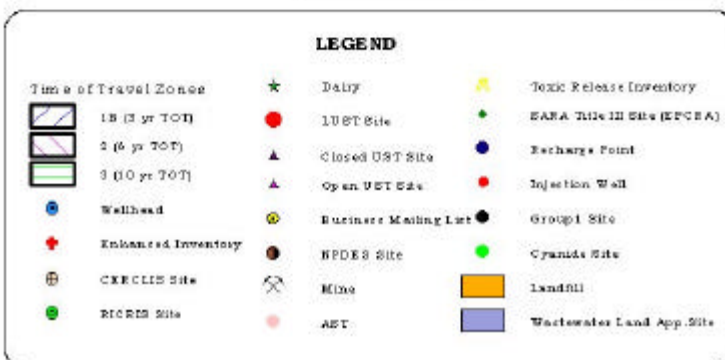 LEGEND
Time of Travel Zones
1B (3 yr TOT)
2 (6 yr TOT)
3 (10 yr TOT)
Wellhead
Enhanced Inventory
CERCLIS Site
RICRIS Site
Dairy
LUST Site
Closed UST Site
Open UST Site
Business Mailing List
NPDES Site
Mine
AST
Toxic Release Inventory
SARA Title III Site (EPCRA)
Recharge Point
Injection Well
Group1 Site
Cyanide Site
Landfill
Wastewater Land App. Site